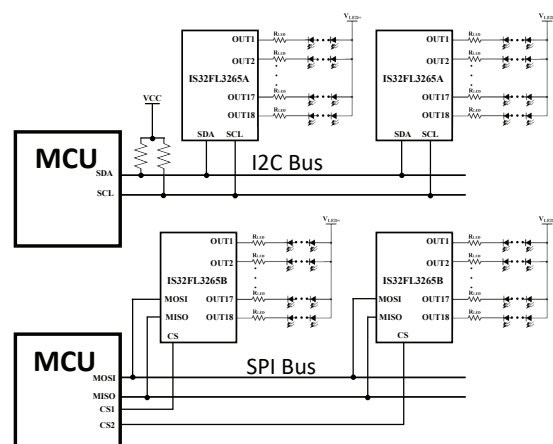 VLED+
VLED+
OUT1
RLED
OUT1
RLED
OUT2
RLED
OUT2
RLED
IS32FL3265A
IS32FL3265A
VCC
OUT17
RLED
OUT17
RLED
OUT18
RLED
OUT18
RLED
SDA
SCL
SDA
SCL
MCU
SDA
I2C Bus
SCL
VLED+
VLED+
OUT1
RLED
OUT1
RLED
OUT2
RLED
OUT2
RLED
IS32FL3265B
IS32FL3265B
MOSI
OUT17
RLED
MOSI
OUT17
RLED
MISO
OUT18
RLED
MISO
OUT18
RLED
CS
CS
MCU
MOSI
SPI Bus
MISO
CS1
CS2